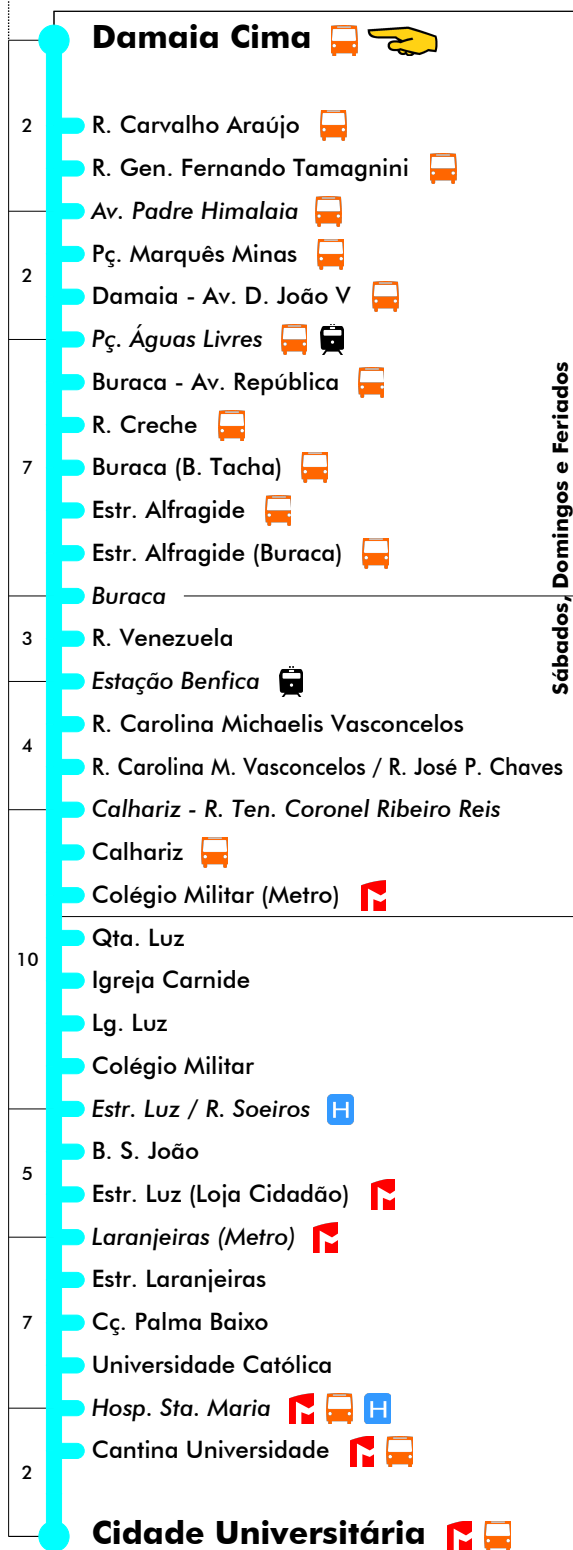 Damaia Cima
2
R. Carvalho Araújo
R. Gen. Fernando Tamagnini
Av. Padre Himalaia
Pç. Marquês Minas
2
Damaia - Av. D. João V
Pç. Águas Livres
Buraca - Av. República
R. Creche
7
Buraca (B. Tacha)
Estr. Alfragide
Estr. Alfragide (Buraca)
Sábados, Domingos e Feriados
Buraca
3
R. Venezuela
Estação Benfica
R. Carolina Michaelis Vasconcelos
4
R. Carolina M. Vasconcelos / R. José P. Chaves
Calhariz - R. Ten. Coronel Ribeiro Reis
Calhariz
Colégio Militar (Metro)
Qta. Luz
10
Igreja Carnide
Lg. Luz
Colégio Militar
Estr. Luz / R. Soeiros H
B. S. João
5
Estr. Luz (Loja Cidadão)
Laranjeiras (Metro)
Estr. Laranjeiras
7
Cç. Palma Baixo
Universidade Católica
Hosp. Sta. Maria H
Cantina Universidade
2
Cidade Universitária